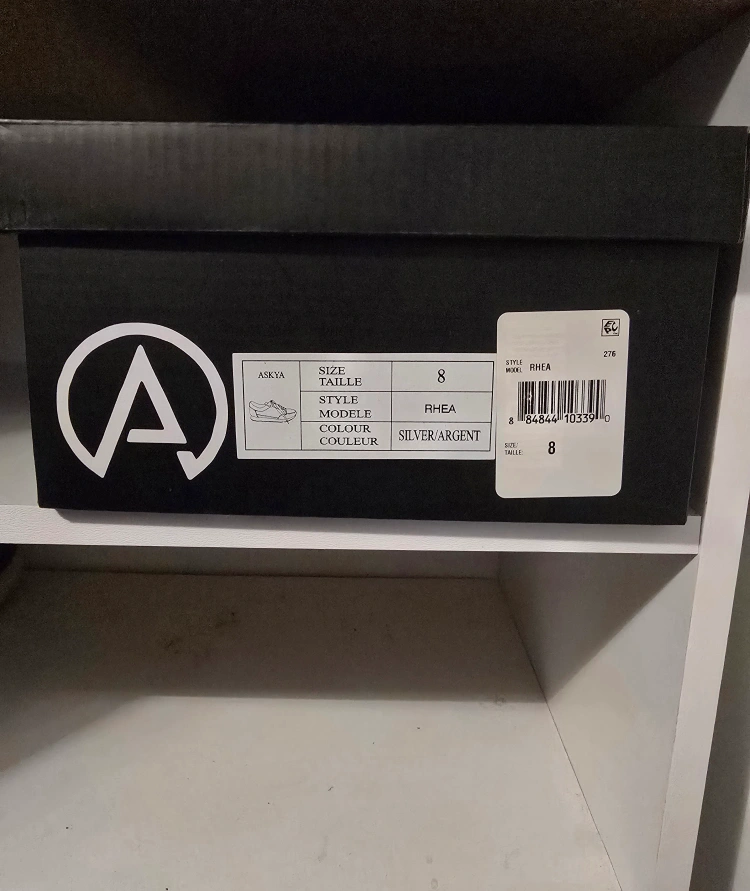 ASKYA
SIZE
TAILLE
8
STYLE
MODELE
RHEA
COLOUR
COULEUR
SILVER/ARGENT
276
STYLE
MODEL RHEA
8 84844 10339 0
SIZE/
TAILLE: 8